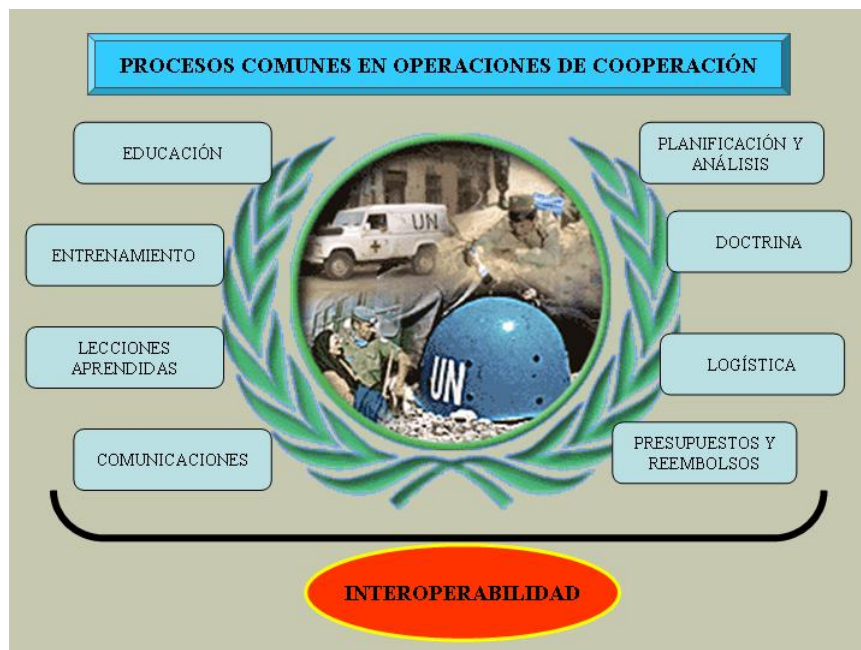 PROCESOS COMUNES EN OPERACIONES DE COOPERACIÓN
EDUCACIÓN
ENTRENAMIENTO
LECCIONES
APRENDIDAS
COMUNICACIONES
UN
UN
PLANIFICACIÓN Y
ANÁLISIS
DOCTRINA
LOGÍSTICA
PRESUPUESTOS Y
REEMBOLSOS
INTEROPERABILIDAD